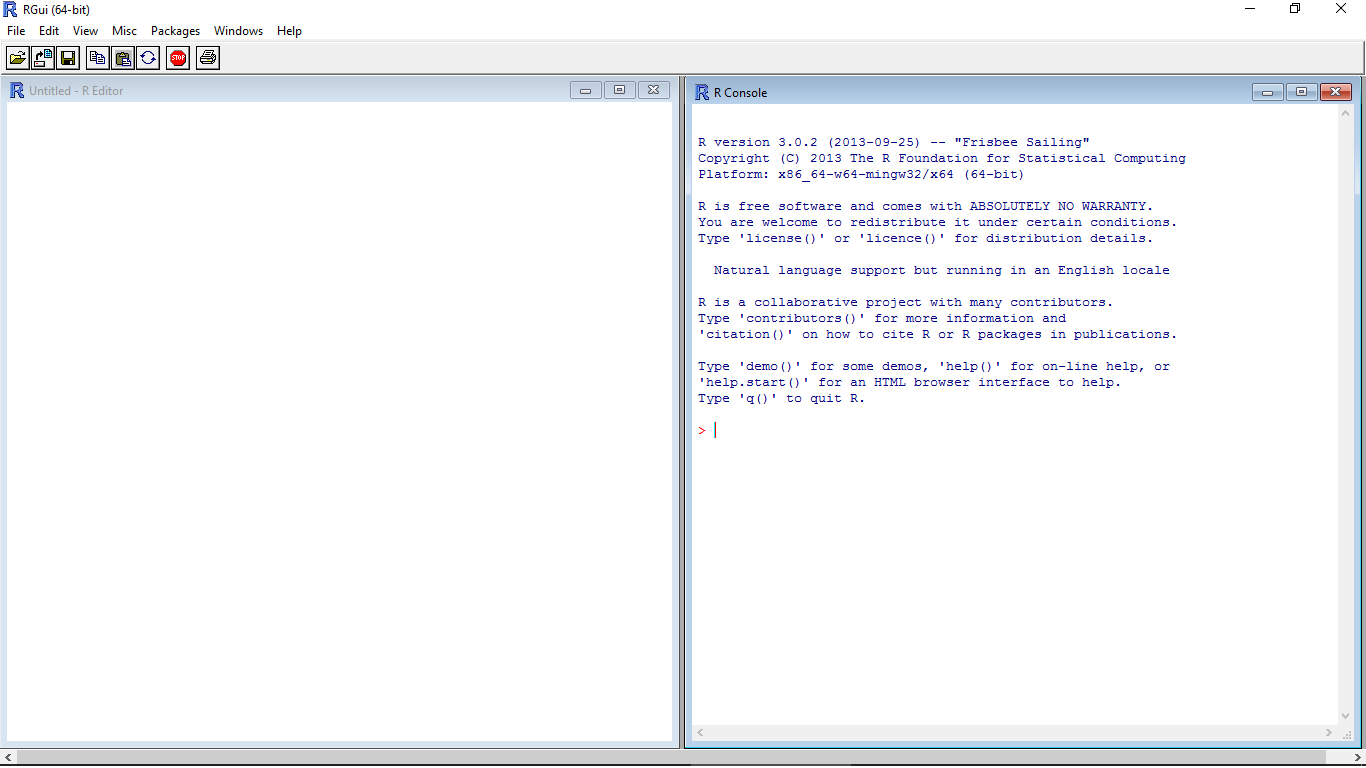 RGui (64-bit)
File Edit View Misc Packages Windows Help
STOP
Untitled - R Editor
R Console
R version 3.0.2 (2013-09-25) -- "Frisbee Sailing"
Copyright (C) 2013 The R Foundation for Statistical Computing
Platform: x86_64-w64-mingw32/x64 (64-bit)
R is free software and comes with ABSOLUTELY NO WARRANTY.
You are welcome to redistribute it under certain conditions.
Type 'license()' or 'licence()' for distribution details.
Natural language support but running in an English locale
R is a collaborative project with many contributors.
Type 'contributors()' for more information and
'citation()' on how to cite R or R packages in publications.
Type 'demo()' for some demos, 'help()' for on-line help, or
'help.start()' for an HTML browser interface to help.
Type 'q()' to quit R.
>